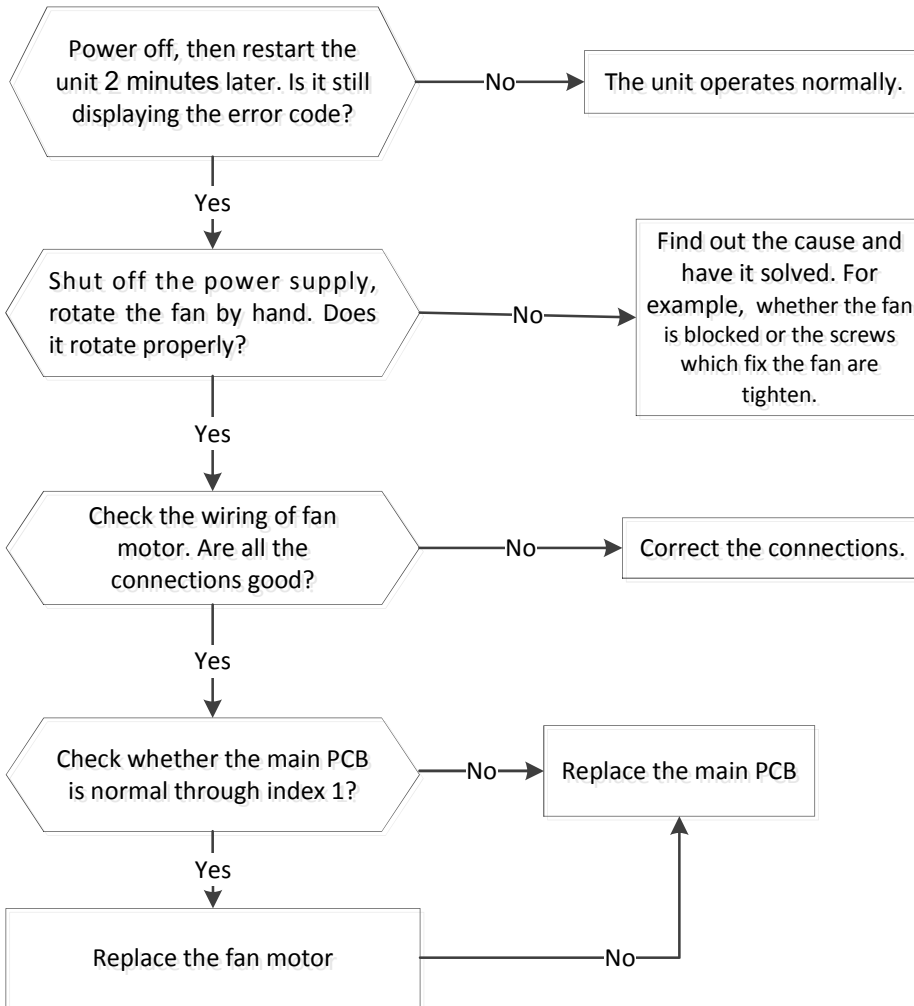 Power off, then restart the
unit 2 minutes later. Is it still
displaying the error code?
No
The unit operates normally.
Yes
Shut off the power supply,
rotate the fan by hand. Does
it rotate properly?
No
Find out the cause and
have it solved. For
example, whether the fan
is blocked or the screws
which fix the fan are
tighten.
Yes
Check the wiring of fan
motor. Are all the
connections good?
No
Correct the connections.
Yes
Check whether the main PCB
is normal through index 1?
No
Replace the main PCB
Yes
Replace the fan motor
No